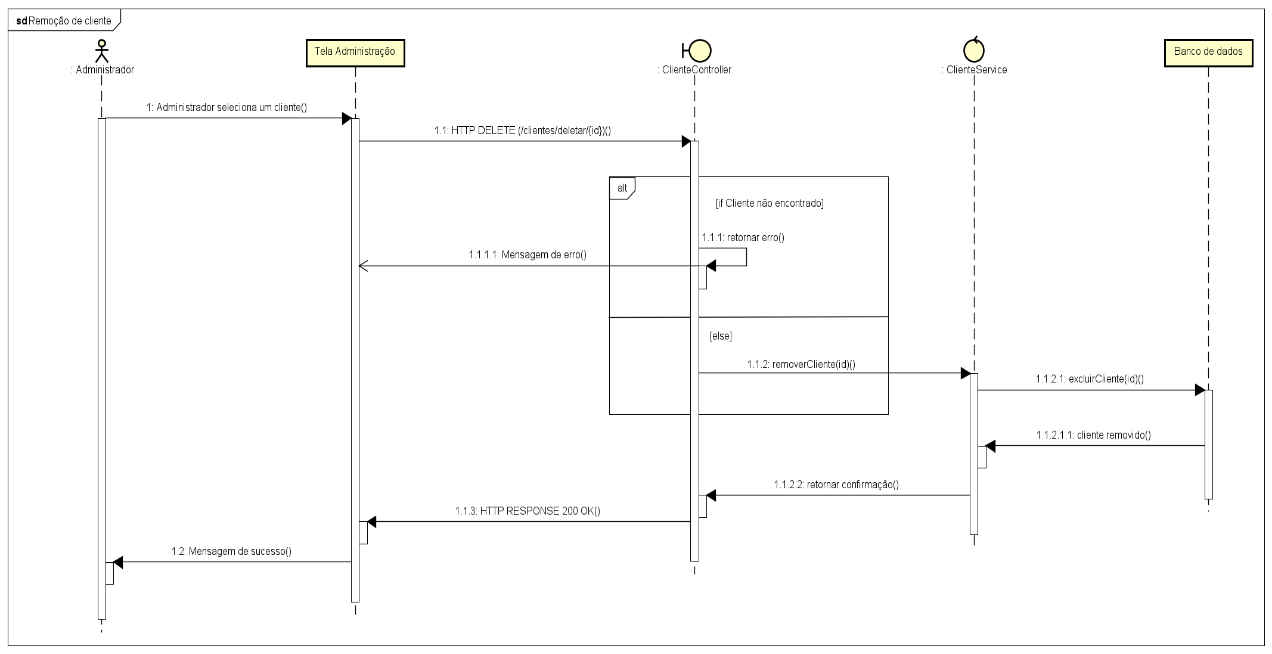 sd Remoção de cliente
: Administrador
Tela Administração
: ClienteController
: ClienteService
Banco de dados
1: Administrador seleciona um cliente()
1.1: HTTP DELETE (/clientes/deletar/{id})()
alt
[if Cliente não encontrado]
1.1.1: retornar erro()
1.1.1.1: Mensagem de erro()
[else]
1.1.2: removerCliente(id)()
1.1.2.1: excluirCliente(id)()
1.1.2.1.1: cliente removido()
1.1.2.2: retornar confirmação()
1.1.3: HTTP RESPONSE 200 OK()
1.2: Mensagem de sucesso()